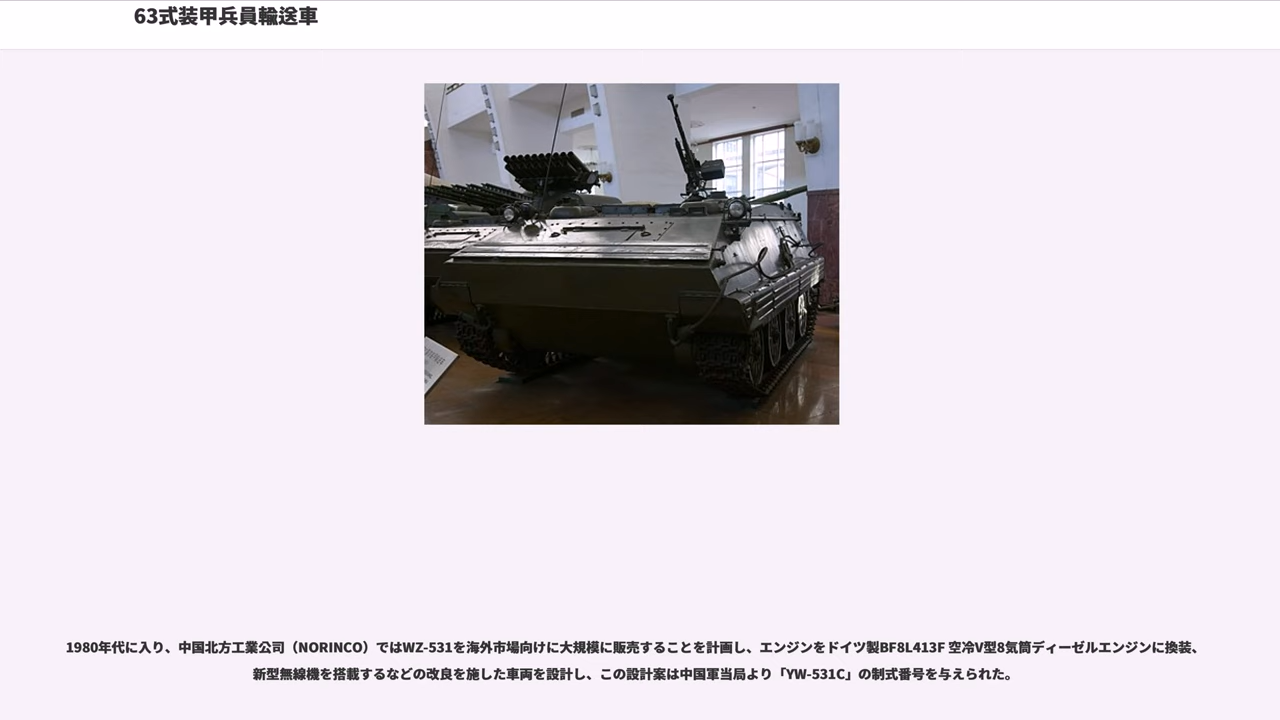 63式装甲兵員輸送車
1980年代に入り、中国北方工業公司（NORINCO）ではWZ-531を海外市場向けに大規模に販売することを計画し、エンジンをドイツ製BF8L413F 空冷V型8気筒ディーゼルエンジンに換装、
新型無線機を搭載するなどの改良を施した車両を設計し、この設計案は中国軍当局より「YW-531C」の制式番号を与えられた。